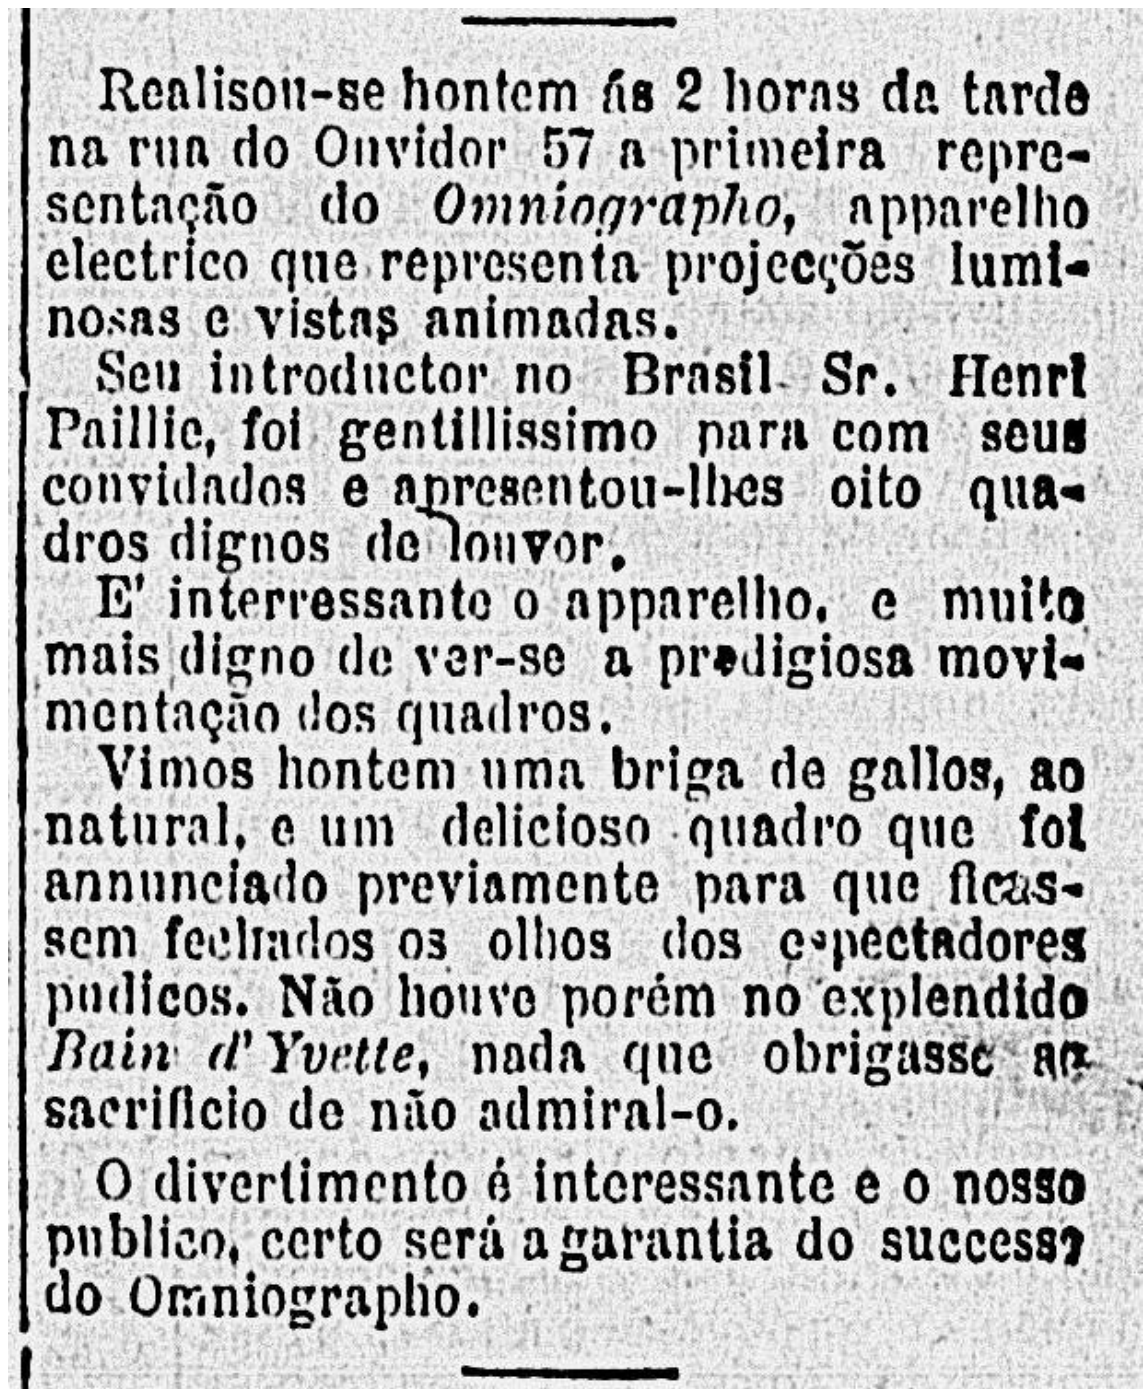 Realisou-se hontem ás 2 horas da tarde
na rua do Ouvidor 57 a primeira repre-
sentação do Omniographo, apparelho
electrico que representa projecções lumi-
nosas e vistas animadas.
Seu introductor no Brasil Sr. Henri
Paillie, foi gentillissimo para com seus
convidados e apresentou-lhes oito qua-
dros dignos de louvor.
E' interressante o apparelho, e muito
mais digno de ver-se a prodigiosa movi-
mentação dos quadros.
Vimos hontem uma briga de gallos, ao
natural, e um delicioso quadro que foi
annunciado previamente para que ficas-
sem fechados os olhos dos espectadores
pudicos. Não houve porém no explendido
Bain d'Yvette, nada que obrigasse ao
sacrificio de não admiral-o.
O divertimento é interessante e o nosso
publico, certo será a garantia do successo
do Omniographo.